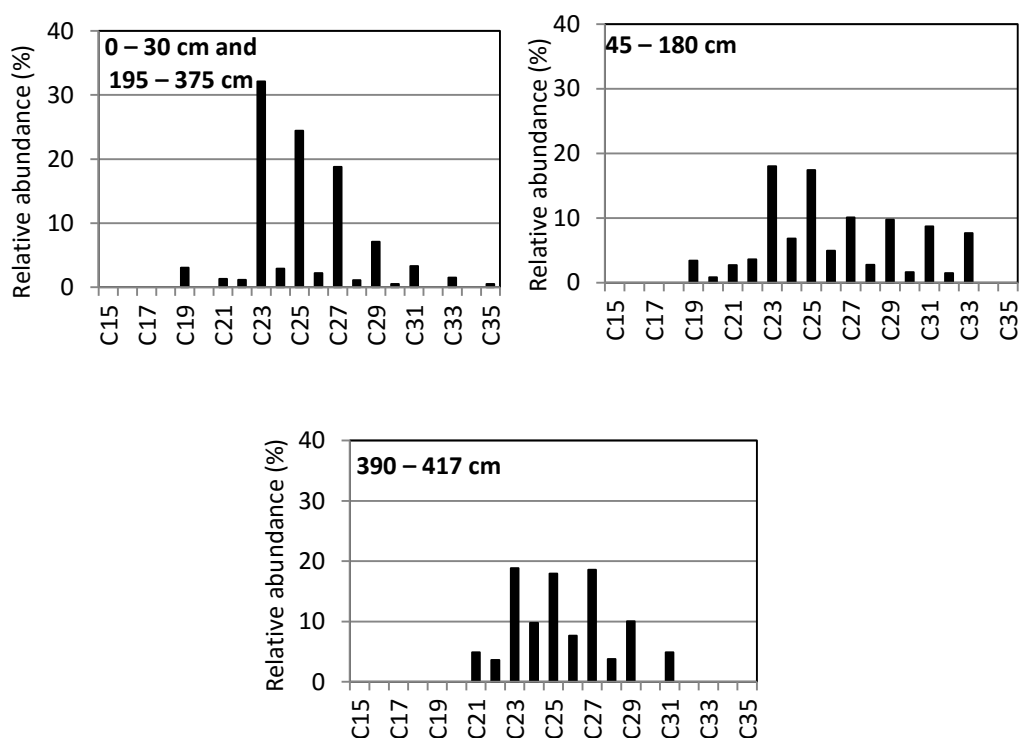 Relative abundance (%)
40
30
20
10
0
0 – 30 cm and
195 – 375 cm
C15
C17
C19
C21
C23
C25
C27
C29
C31
C33
C35
Relative abundance (%)
40
30
20
10
0
45 – 180 cm
C15
C17
C19
C21
C23
C25
C27
C29
C31
C33
C35
Relative abundance (%)
40
30
20
10
0
390 – 417 cm
C15
C17
C19
C21
C23
C25
C27
C29
C31
C33
C35